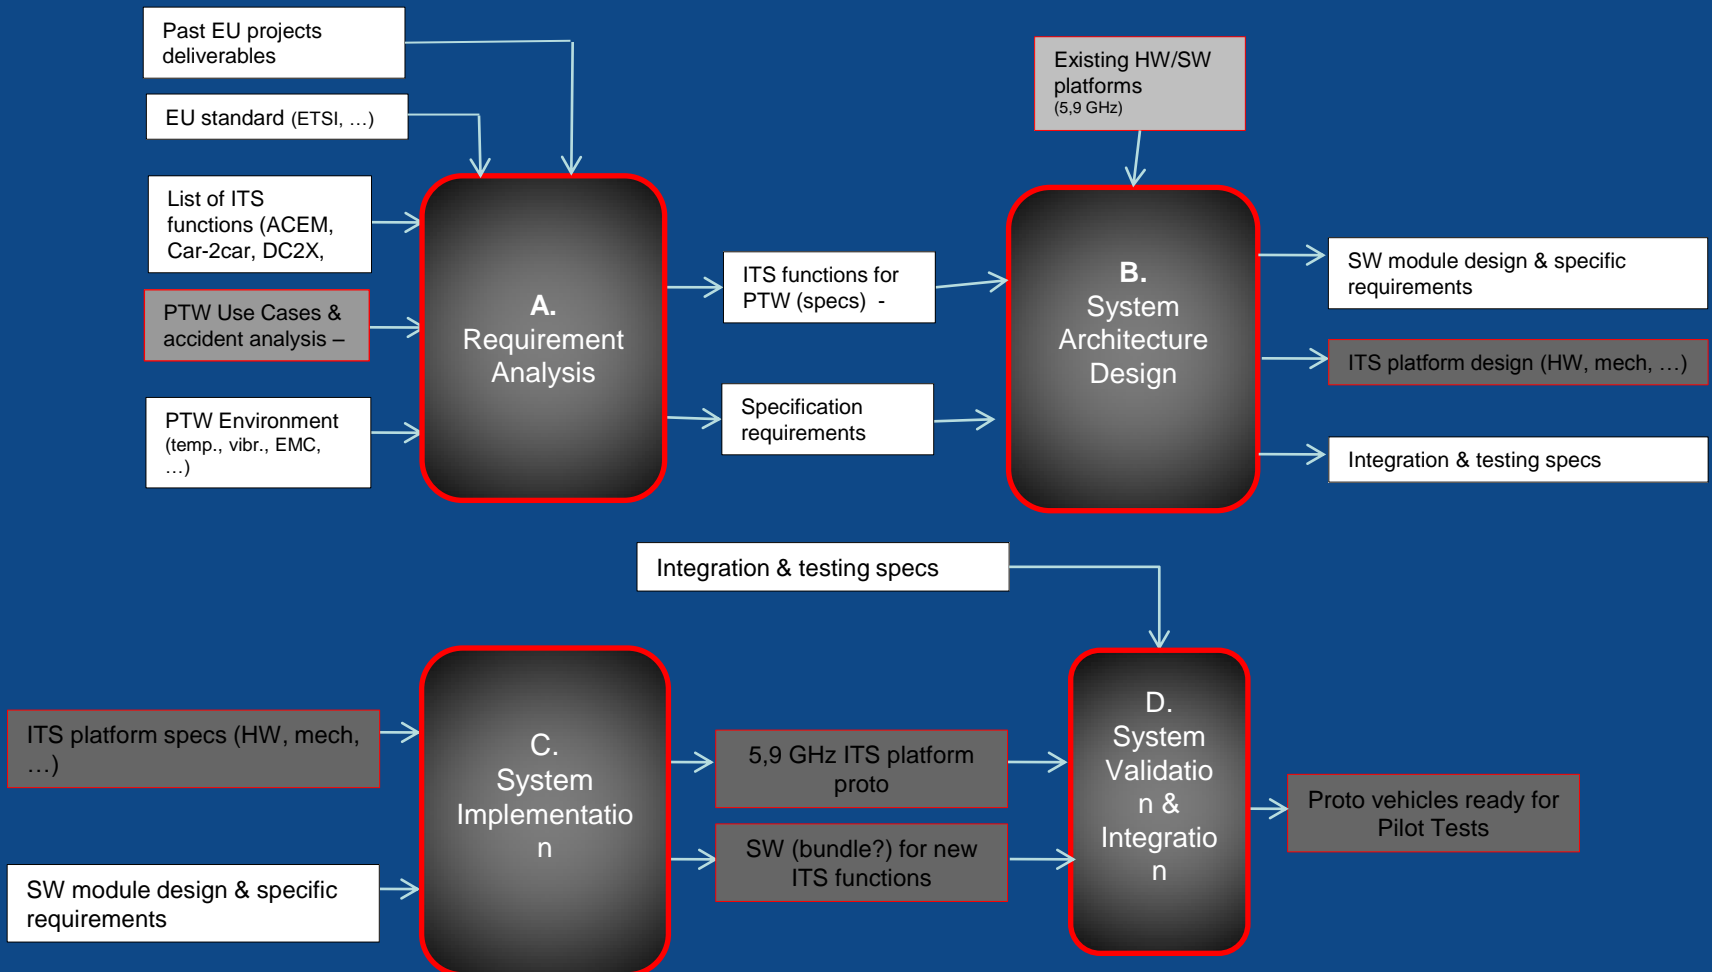 Past EU projects
deliverables
EU standard (ETSI, …)
List of ITS
functions (ACEM,
Car-2car, DC2X,
PTW Use Cases &
accident analysis –
PTW Environment
(temp., vibr., EMC,
…)
A.
Requirement
Analysis
ITS functions for
PTW (specs)  -
Specification
requirements
Existing HW/SW
platforms
(5,9 GHz)
B.
System
Architecture
Design
SW module design & specific
requirements
ITS platform design (HW, mech, …)
Integration & testing specs
Integration & testing specs
ITS platform specs (HW, mech,
…)
SW module design & specific
requirements
C.
System
Implementatio
n
5,9 GHz ITS platform
proto
SW (bundle?) for new
ITS functions
D.
System
Validatio
n &
Integratio
n
Proto vehicles ready for
Pilot Tests